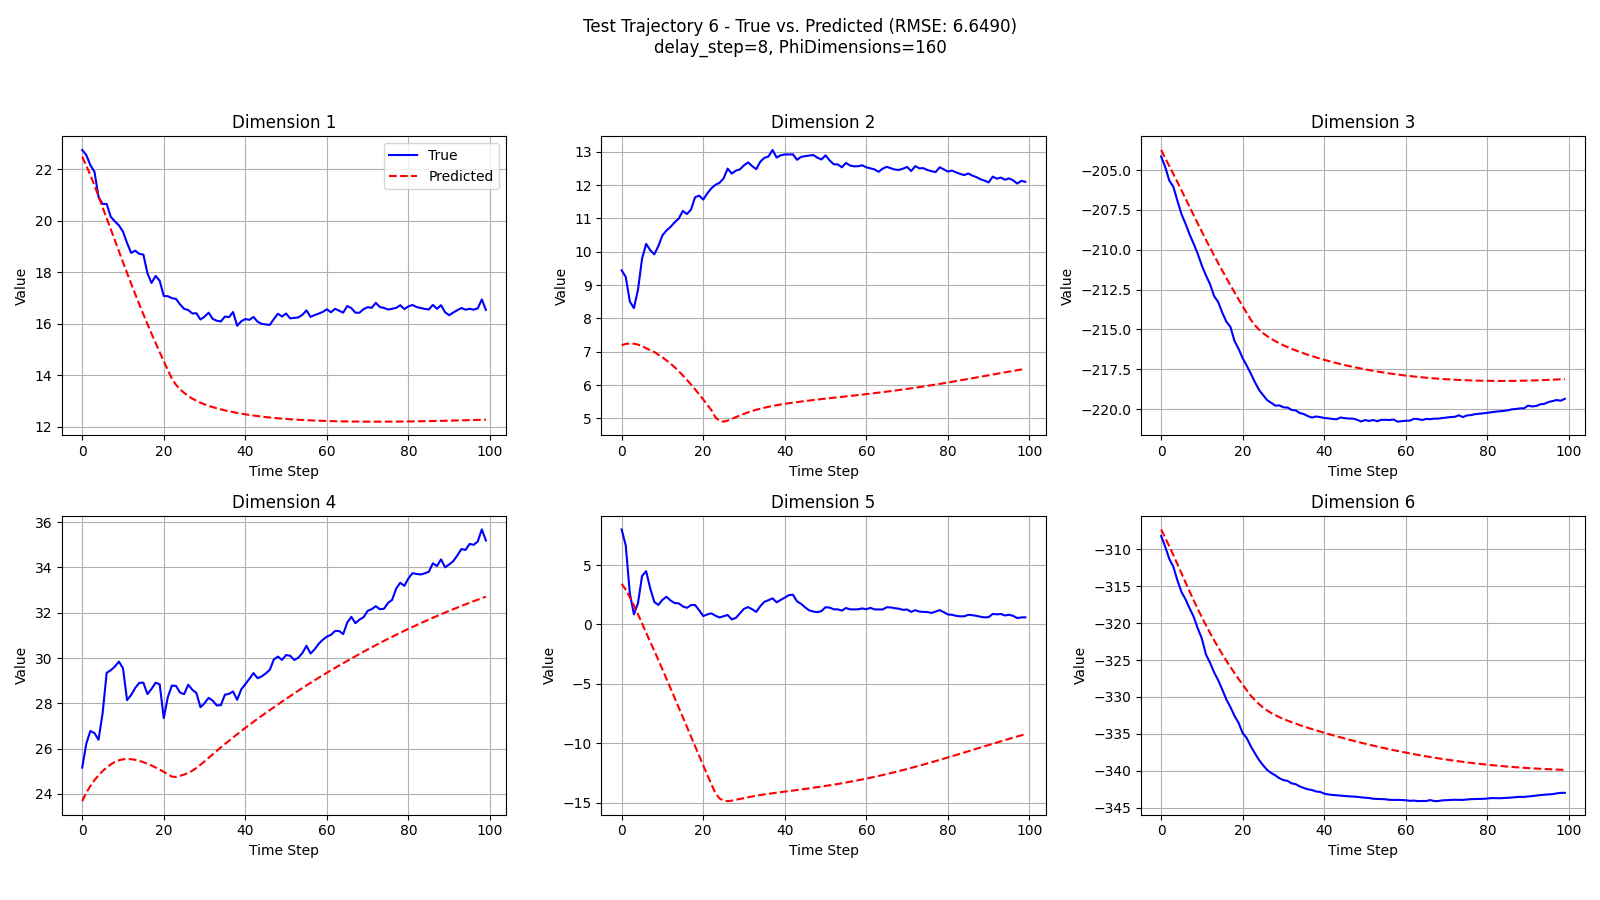 Test Trajectory 6 - True vs. Predicted (RMSE: 6.6490)
delay_step=8, PhiDimensions=160
Dimension 1
True
Predicted
22
20
18
16
14
12
Value
0 20 40 60 80 100
Time Step
Dimension 2
13
12
11
10
9
8
7
6
5
Value
0 20 40 60 80 100
Time Step
Dimension 3
−205.0
−207.5
−210.0
−212.5
−215.0
−217.5
−220.0
Value
0 20 40 60 80 100
Time Step
Dimension 4
36
34
32
30
28
26
24
Value
0 20 40 60 80 100
Time Step
Dimension 5
5
0
−5
−10
−15
Value
0 20 40 60 80 100
Time Step
Dimension 6
−310
−315
−320
−325
−330
−335
−340
−345
Value
0 20 40 60 80 100
Time Step